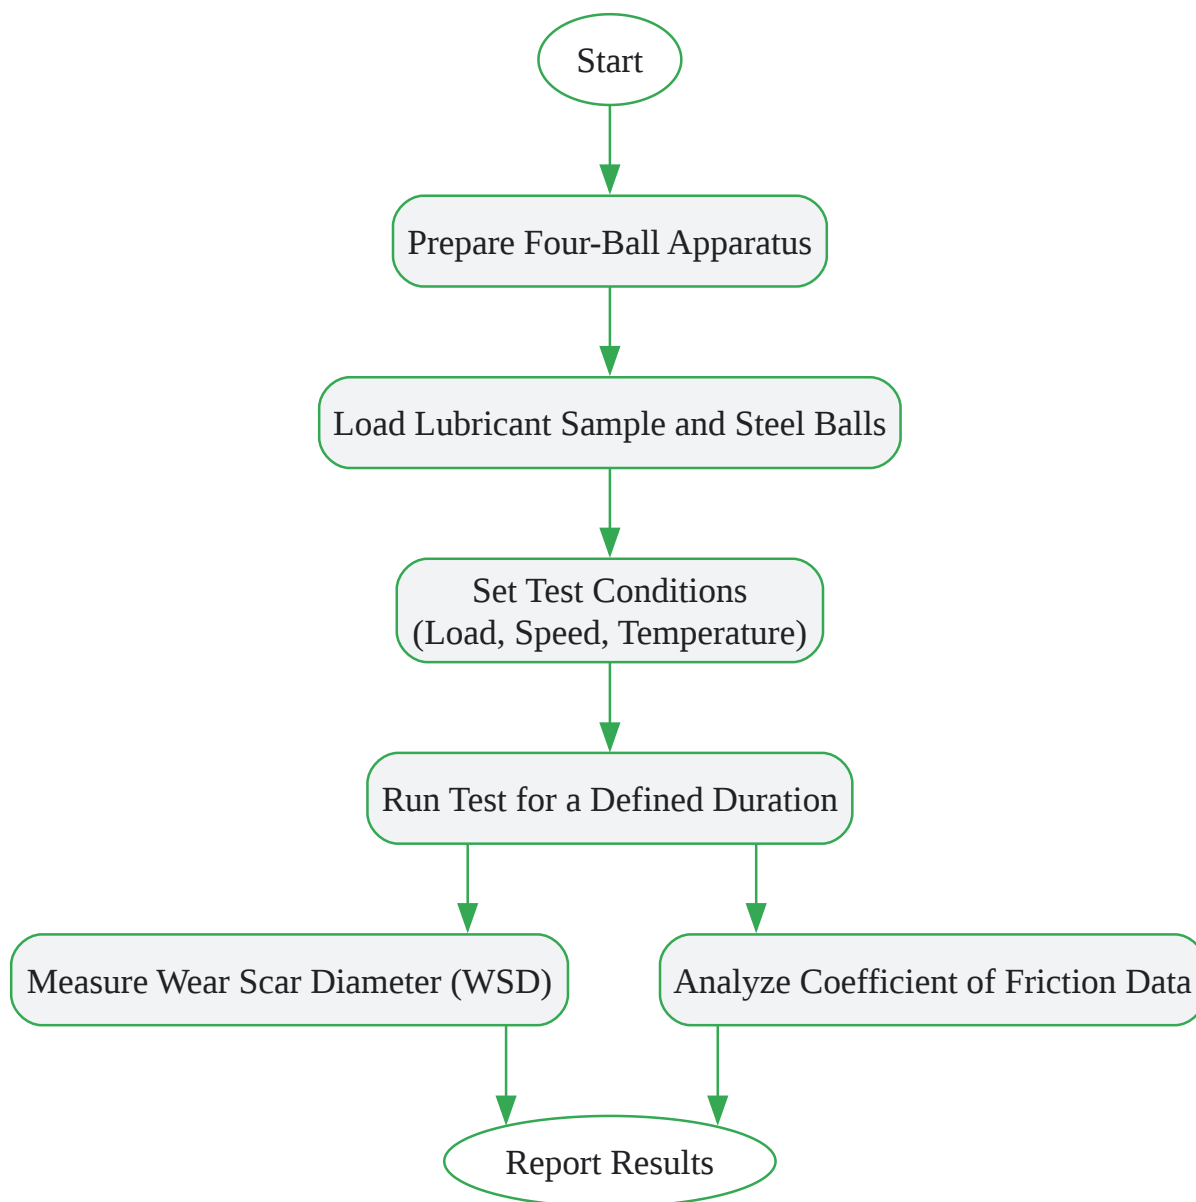 Start
Prepare Four-Ball Apparatus
Load Lubricant Sample and Steel Balls
Set Test Conditions
(Load, Speed, Temperature)
Run Test for a Defined Duration
Measure Wear Scar Diameter (WSD)
Analyze Coefficient of Friction Data
Report Results